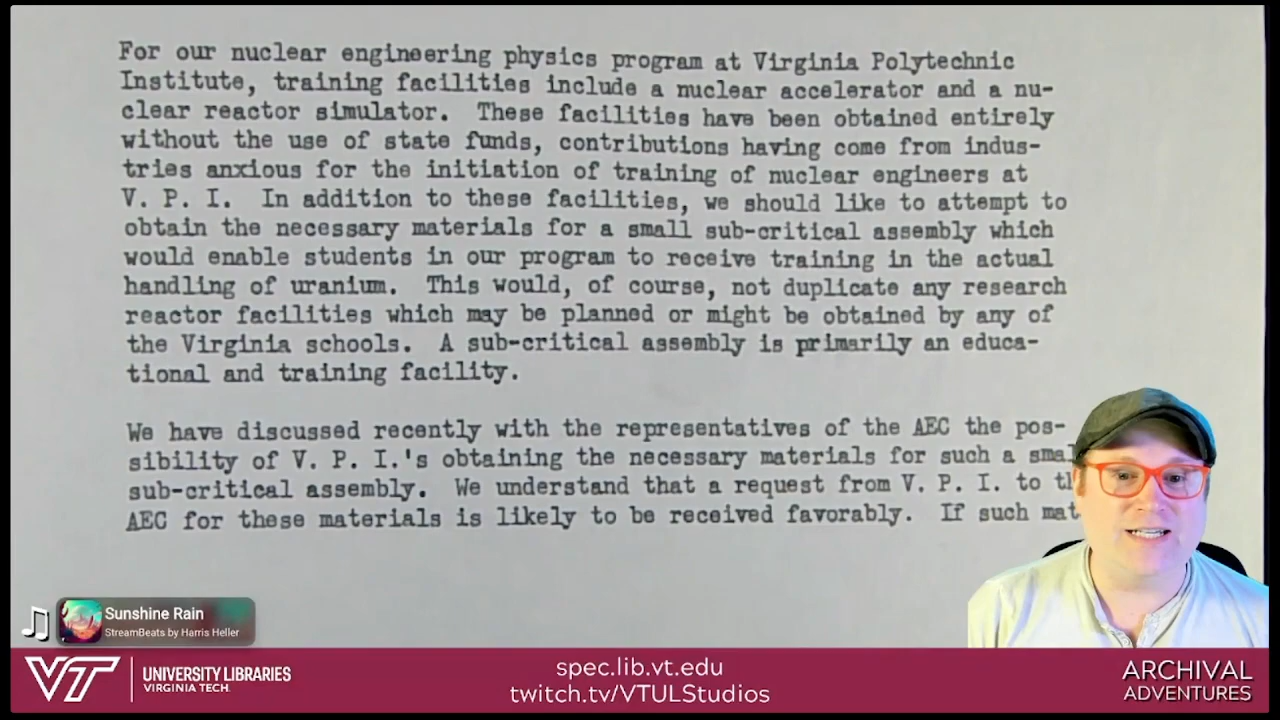 For our nuclear engineering physics program at Virginia Polytechnic
Institute, training facilities include a nuclear accelerator and a nu-
clear reactor simulator. These facilities have been obtained entirely
without the use of state funds, contributions having come from indus-
tries anxious for the initiation of training of nuclear engineers at
V. P. I. In addition to these facilities, we should like to attempt to
obtain the necessary materials for a small sub-critical assembly which
would enable students in our program to receive training in the actual
handling of uranium. This would, of course, not duplicate any research
reactor facilities which may be planned or might be obtained by any of
the Virginia schools. A sub-critical assembly is primarily an educa-
tional and training facility.
We have discussed recently with the representatives of the AEC the pos-
sibility of V. P. I.'s obtaining the necessary materials for such a
sub-critical assembly. We understand that a request from V. P. I. to
AEC for these materials is likely to be received favorably. If such
Sunshine Rain
StreamBeats by Harris Heller
VT UNIVERSITY LIBRARIES
VIRGINIA TECH.
spec.lib.vt.edu
twitch.tv/VTULStudios
ARCHIVAL
ADVENTURES